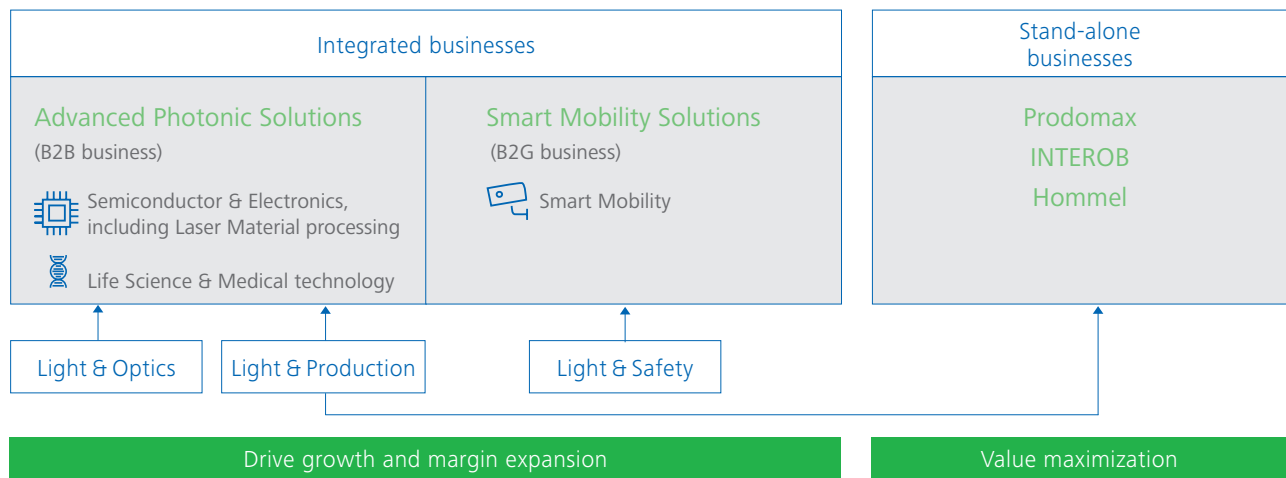 Integrated businesses
Stand-alone
businesses
Advanced Photonic Solutions
(B2B business)
Semiconductor & Electronics,
including Laser Material processing
Life Science & Medical technology
Smart Mobility Solutions
(B2G business)
Smart Mobility
Prodomax
INTEROB
Hommel
Light & Optics
Light & Production
Light & Safety
Drive growth and margin expansion
Value maximization